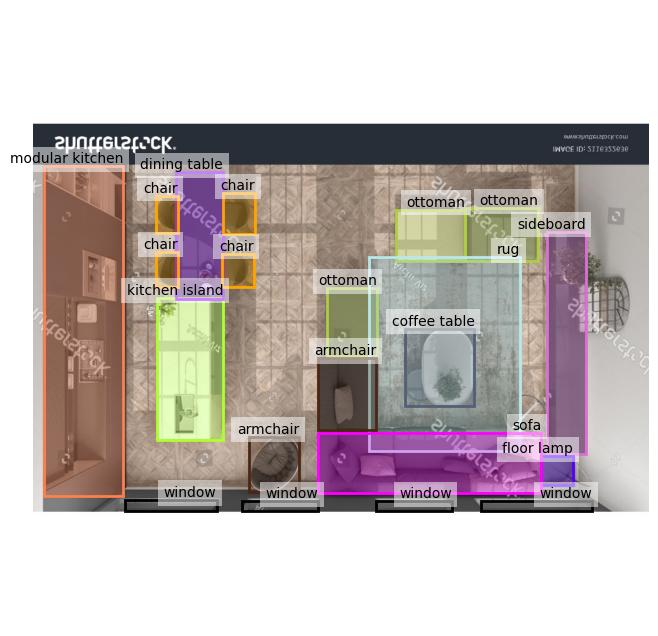 shutterstock
www.shutterstock.com
IMAGE ID: 2116322636
modular kitchen
dining table
chair
chair
ottoman
ottoman
sideboard
chair
chair
rug
ottoman
kitchen island
coffee table
armchair
armchair
sofa
floor lamp
window
window
window
window